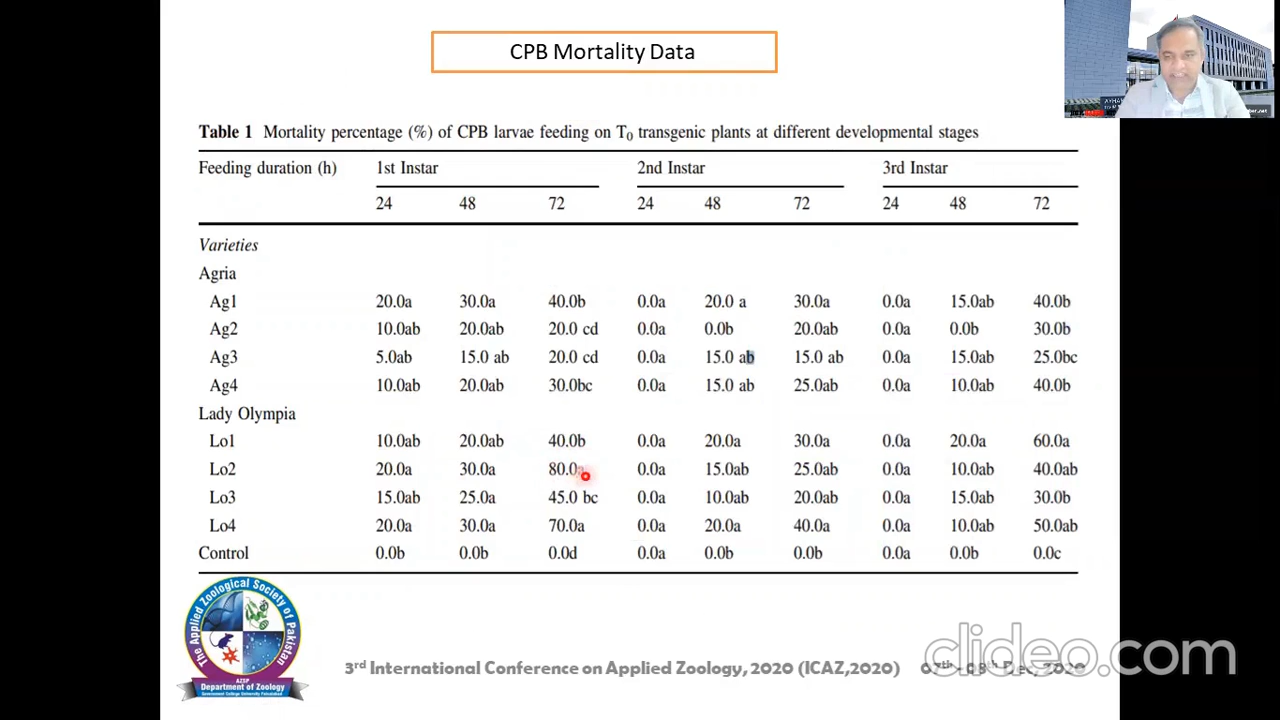 CPB Mortality Data
Table 1 Mortality percentage (%) of CPB larvae feeding on T0 transgenic plants at different developmental stages
Feeding duration (h) 1st Instar 2nd Instar 3rd Instar
24 48 72 24 48 72 24 48 72
Varieties
Agria
Ag1 20.0a 30.0a 40.0b 0.0a 20.0 a 30.0a 0.0a 15.0ab 40.0b
Ag2 10.0ab 20.0ab 20.0 cd 0.0a 0.0b 20.0ab 0.0a 0.0b 30.0b
Ag3 5.0ab 15.0 ab 20.0 cd 0.0a 15.0 ab 15.0 ab 0.0a 15.0ab 25.0bc
Ag4 10.0ab 20.0ab 30.0bc 0.0a 15.0 ab 25.0ab 0.0a 10.0ab 40.0b
Lady Olympia
Lo1 10.0ab 20.0ab 40.0b 0.0a 20.0a 30.0a 0.0a 20.0a 60.0a
Lo2 20.0a 30.0a 80.0a 0.0a 15.0ab 25.0ab 0.0a 10.0ab 40.0ab
Lo3 15.0ab 25.0a 45.0 bc 0.0a 10.0ab 20.0ab 0.0a 15.0ab 30.0b
Lo4 20.0a 30.0a 70.0a 0.0a 20.0a 40.0a 0.0a 10.0ab 50.0ab
Control 0.0b 0.0b 0.0d 0.0a 0.0b 0.0b 0.0a 0.0b 0.0c
The Applied Zoological Society of Pakistan
AZSP
Department of Zoology
Government College University Faisalabad
3rd International Conference on Applied Zoology, 2020 (ICAZ,2020) 07th - 08th Dec, 2020
clideo.com